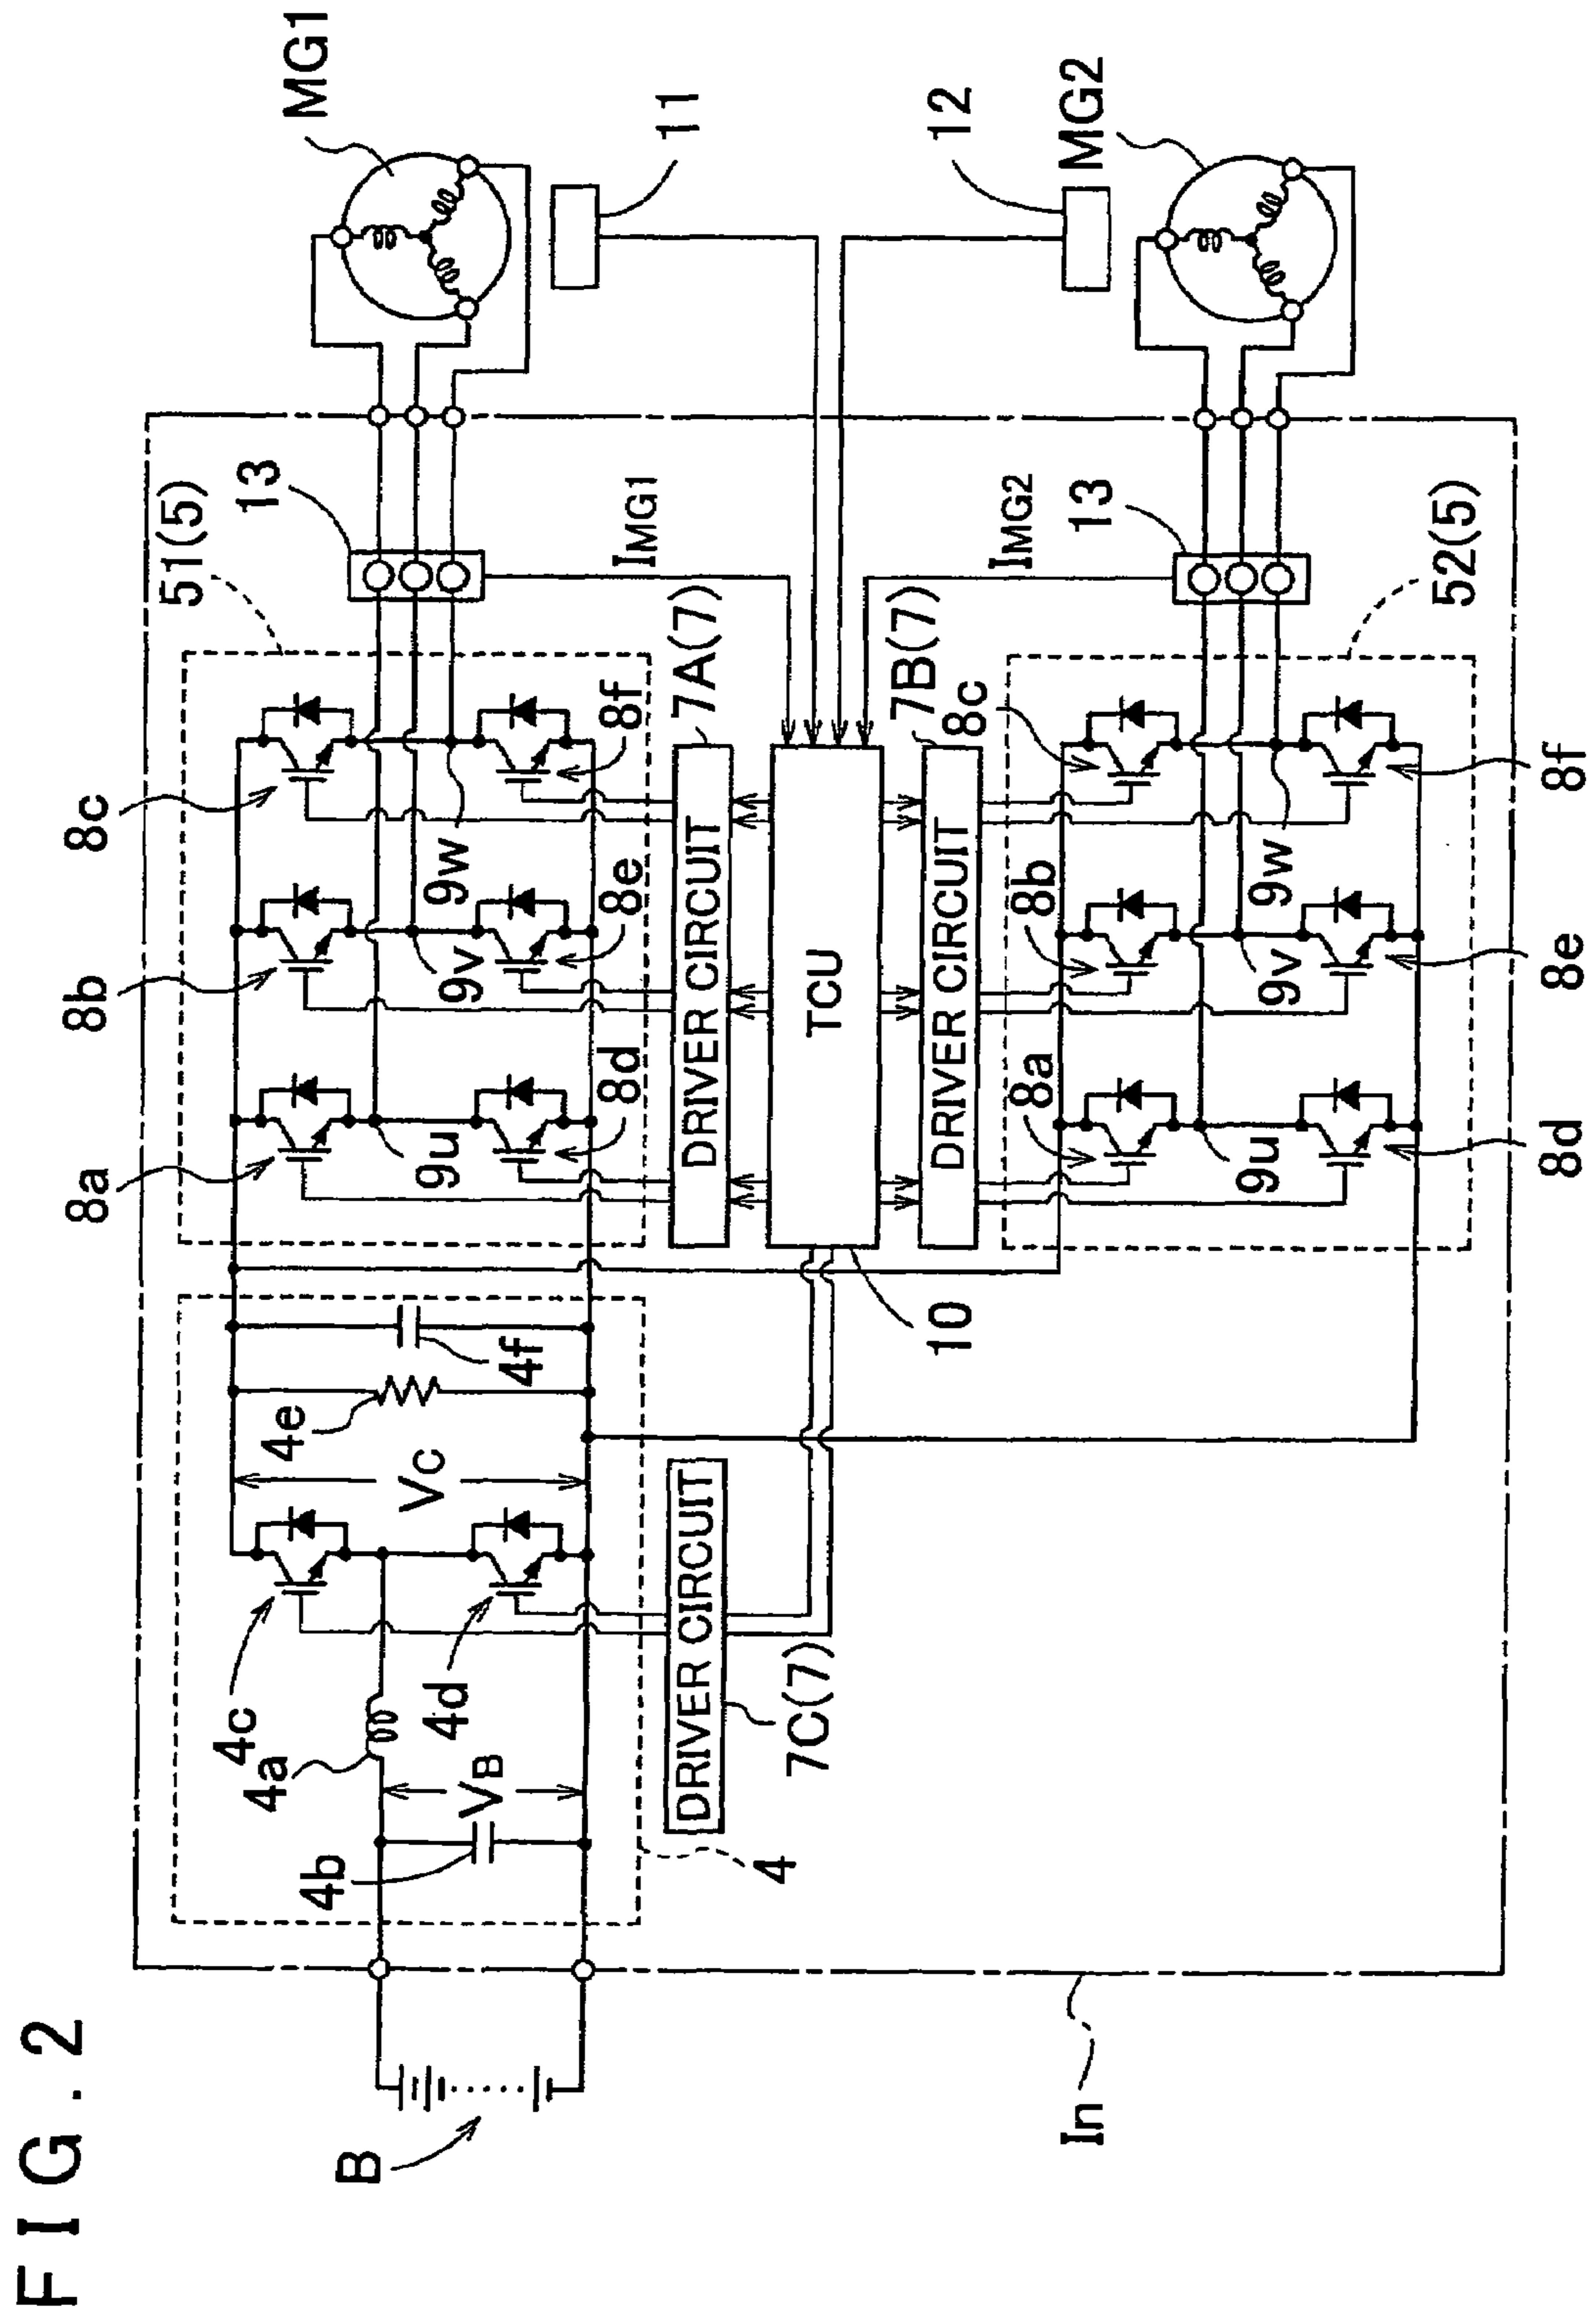 FIG. 2
B
In
4
4a
4b
4c
4d
4e
4f
VB
VC
DRIVER CIRCUIT
7C(7)
10
51(5)
8a
8b
8c
8d
8e
8f
9u
9v
9w
13
IMG1
MG1
11
DRIVER CIRCUIT
7A(7)
TCU
DRIVER CIRCUIT
7B(7)
12
MG2
IMG2
13
52(5)
8a
8b
8c
9u
9v
9w
8d
8e
8f